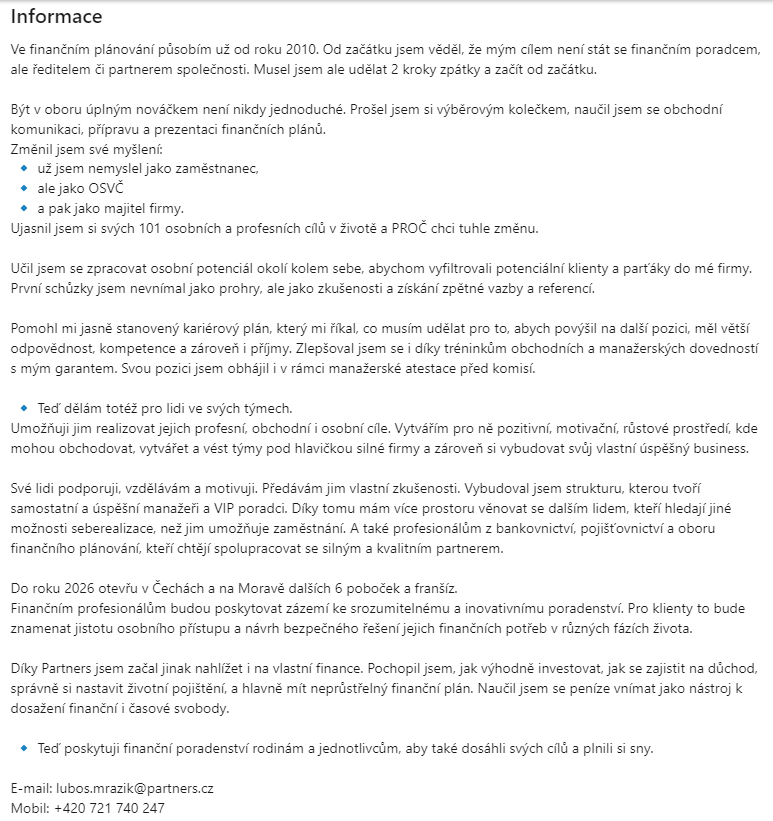 Informace
Ve finančním plánování působím už od roku 2010. Od začátku jsem věděl, že mým cílem není stát se finančním poradcem,
ale ředitelem či partnerem společnosti. Musel jsem ale udělat 2 kroky zpátky a začít od začátku.
Být v oboru úplným nováčkem není nikdy jednoduché. Prošel jsem si výběrovým kolečkem, naučil jsem se obchodní
komunikaci, přípravu a prezentaci finančních plánů.
Změnil jsem své myšlení:
🔹 už jsem nemyslel jako zaměstnanec,
🔹 ale jako OSVČ
🔹 a pak jako majitel firmy.
Ujasnil jsem si svých 101 osobních a profesních cílů v životě a PROČ chci tuhle změnu.
Učil jsem se zpracovat osobní potenciál okolí kolem sebe, abychom vyfiltrovali potenciální klienty a parťáky do mé firmy.
První schůzky jsem nevnímal jako prohry, ale jako zkušenosti a získání zpětné vazby a referencí.
Pomohl mi jasně stanovený kariérový plán, který mi říkal, co musím udělat pro to, abych povýšil na další pozici, měl větší
odpovědnost, kompetence a zároveň i příjmy. Zlepšoval jsem se i díky tréninkům obchodních a manažerských dovedností
s mým garantem. Svou pozici jsem obhájil i v rámci manažerské atestace před komisí.
🔹 Teď dělám totéž pro lidi ve svých týmech.
Umožňuji jim realizovat jejich profesní, obchodní i osobní cíle. Vytvářím pro ně pozitivní, motivační, růstové prostředí, kde
mohou obchodovat, vytvářet a vést týmy pod hlavičkou silné firmy a zároveň si vybudovat svůj vlastní úspěšný business.
Své lidi podporuji, vzdělávám a motivuji. Předávám jim vlastní zkušenosti. Vybudoval jsem strukturu, kterou tvoří
samostatní a úspěšní manažeři a VIP poradci. Díky tomu mám více prostoru věnovat se dalším lidem, kteří hledají jiné
možnosti seberealizace, než jim umožňuje zaměstnání. A také profesionálům z bankovnictví, pojišťovnictví a oboru
finančního plánování, kteří chtějí spolupracovat se silným a kvalitním partnerem.
Do roku 2026 otevřu v Čechách a na Moravě dalších 6 poboček a franšíz.
Finančním profesionálům budou poskytovat zázemí ke srozumitelnému a inovativnímu poradenství. Pro klienty to bude
znamenat jistotu osobního přístupu a návrh bezpečného řešení jejich finančních potřeb v různých fázích života.
Díky Partners jsem začal jinak nahlížet i na vlastní finance. Pochopil jsem, jak výhodně investovat, jak se zajistit na důchod,
správně si nastavit životní pojištění, a hlavně mít neprůstřelný finanční plán. Naučil jsem se peníze vnímat jako nástroj k
dosažení finanční i časové svobody.
🔹 Teď poskytuji finanční poradenství rodinám a jednotlivcům, aby také dosáhli svých cílů a plnili si sny.
E-mail: lubos.mrazik@partners.cz
Mobil: +420 721 740 247